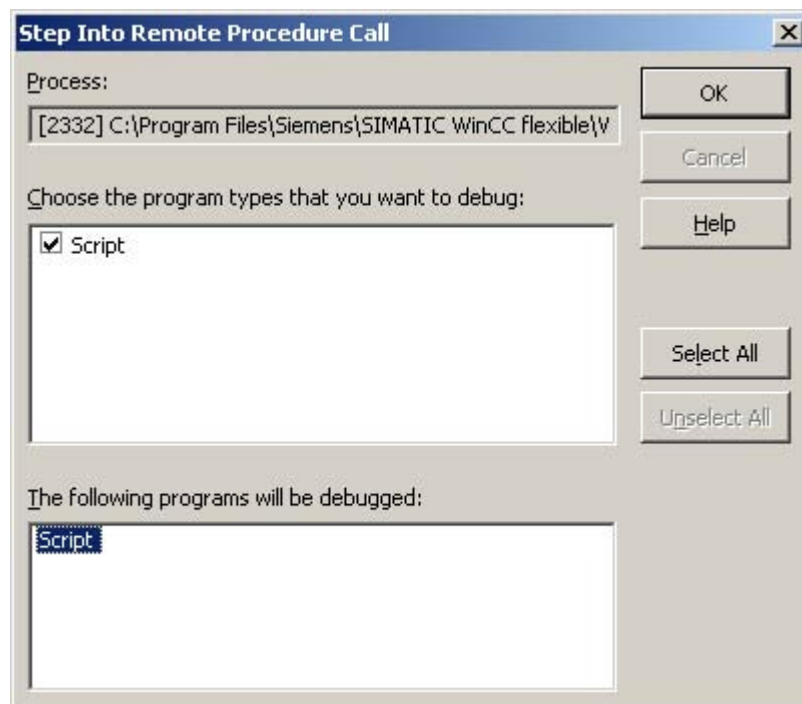 Step Into Remote Procedure Call
Process:
[2332] C:\Program Files\Siemens\SIMATIC WinCC flexible\V
Choose the program types that you want to debug:
Script
OK
Cancel
Help
Select All
Unselect All
The following programs will be debugged:
Script